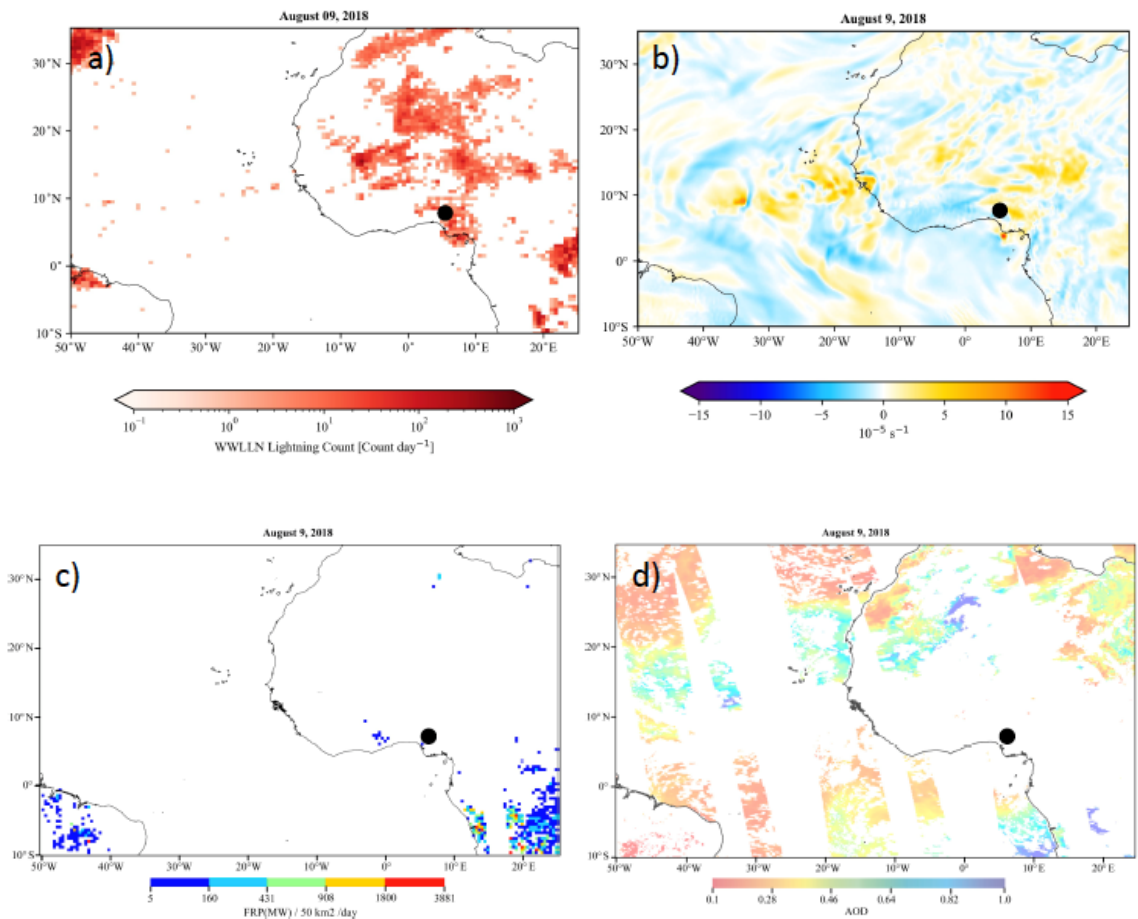 August 09, 2018
a)
30°N
20°N
10°N
0°
10°S
50°W 40°W 30°W 20°W 10°W 0° 10°E 20°E
10⁻¹ 10⁰ 10¹ 10² 10³
WWLLN Lightning Count [Count day⁻¹]
August 9, 2018
b)
30°N
20°N
10°N
0°
10°S
50°W 40°W 30°W 20°W 10°W 0° 10°E 20°E
−15 −10 −5 0 5 10 15
10⁻⁵ s⁻¹
August 9, 2018
c)
30°N
20°N
10°N
0°
10°S
50°W 40°W 30°W 20°W 10°W 0° 10°E 20°E
5 160 431 908 1800 3881
FRP(MW) / 50 km2 /day
August 9, 2018
d)
30°N
20°N
10°N
0°
10°S
50°W 40°W 30°W 20°W 10°W 0° 10°E 20°E
0.1 0.28 0.46 0.64 0.82 1.0
AOD